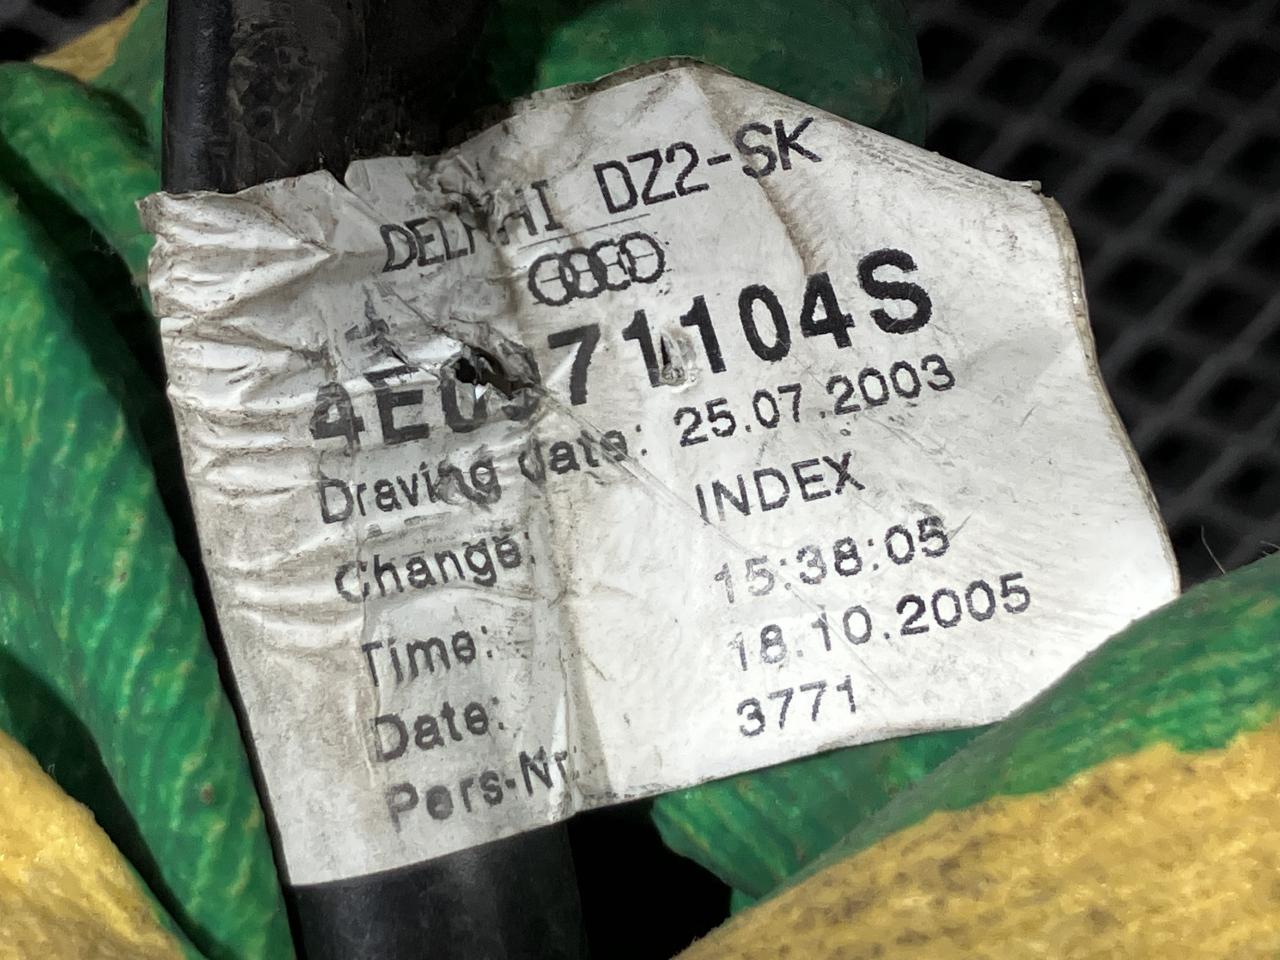 DELPHI DZ2-SK
4E0971104S
Draving date: 25.07.2003
Change: INDEX
Time: 15:38:05
Date: 18.10.2005
Pers-Nr: 3771